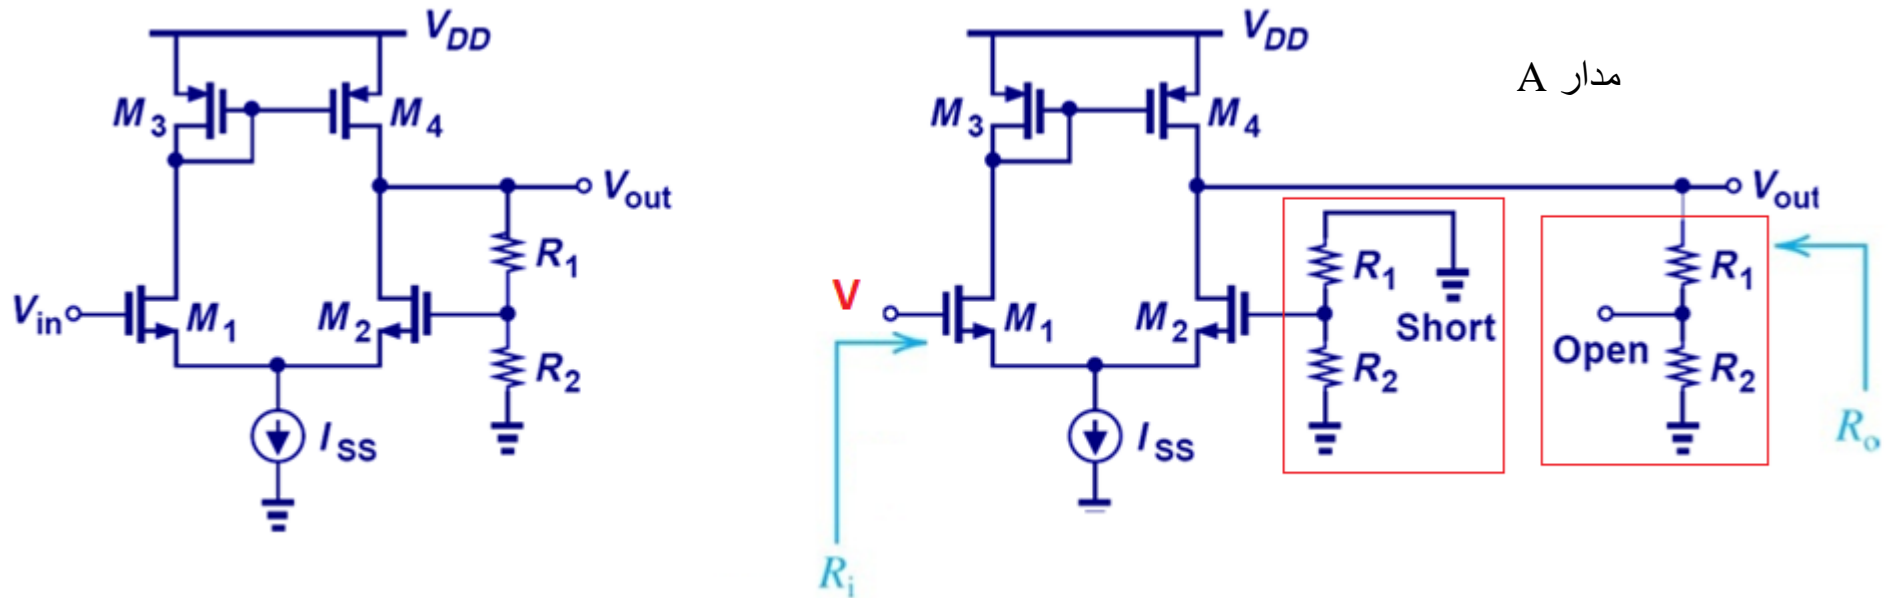 VDD
M3
M4
Vout
R1
Vin
M1
M2
R2
ISS
VDD
مدار A
M3
M4
Vout
R1
R1
V
M1
M2
Short
Open
R2
R2
Ro
ISS
Ri